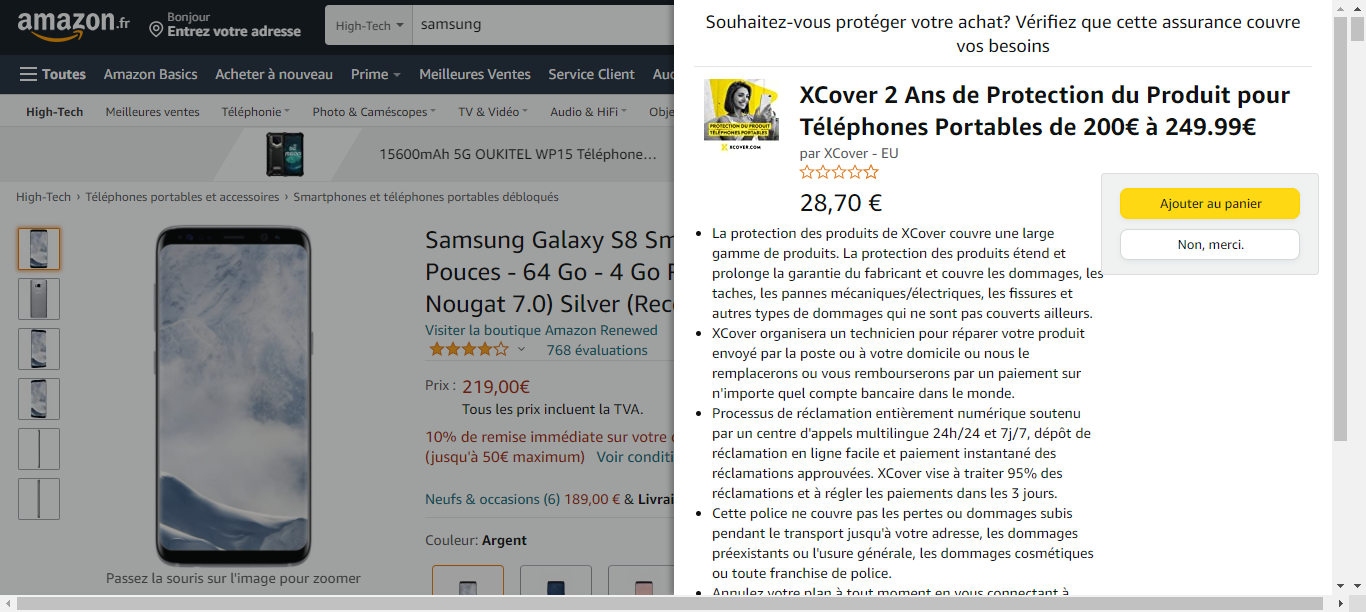 amazon.fr
Bonjour
Entrez votre adresse
High-Tech
samsung
Toutes
Amazon Basics
Acheter à nouveau
Prime
Meilleures Ventes
Service Client
High-Tech
Meilleures ventes
Téléphonie
Photo & Caméscopes
TV & Vidéo
Audio & HiFi
15600mAh 5G OUKITEL WP15 Téléphone…
High-Tech › Téléphones portables et accessoires › Smartphones et téléphones portables débloqués
Samsung Galaxy S8 Sm
Pouces - 64 Go - 4 Go
Nougat 7.0) Silver (Rec
Visiter la boutique Amazon Renewed
768 évaluations
Prix : 219,00€
Tous les prix incluent la TVA.
10% de remise immédiate sur votre
(jusqu'à 50€ maximum) Voir conditi
Neufs & occasions (6) 189,00 € & Livrai
Couleur: Argent
Passez la souris sur l'image pour zoomer
Souhaitez-vous protéger votre achat? Vérifiez que cette assurance couvre
vos besoins
PROTECTION DU PRODUIT
TÉLÉPHONES PORTABLES
XCOVER.COM
XCover 2 Ans de Protection du Produit pour
Téléphones Portables de 200€ à 249.99€
par XCover - EU
28,70 €
Ajouter au panier
Non, merci.
La protection des produits de XCover couvre une large
gamme de produits. La protection des produits étend et
prolonge la garantie du fabricant et couvre les dommages, les
taches, les pannes mécaniques/électriques, les fissures et
autres types de dommages qui ne sont pas couverts ailleurs.
XCover organisera un technicien pour réparer votre produit
envoyé par la poste ou à votre domicile ou nous le
remplacerons ou vous rembourserons par un paiement sur
n'importe quel compte bancaire dans le monde.
Processus de réclamation entièrement numérique soutenu
par un centre d'appels multilingue 24h/24 et 7j/7, dépôt de
réclamation en ligne facile et paiement instantané des
réclamations approuvées. XCover vise à traiter 95% des
réclamations et à régler les paiements dans les 3 jours.
Cette police ne couvre pas les pertes ou dommages subis
pendant le transport jusqu'à votre adresse, les dommages
préexistants ou l'usure générale, les dommages cosmétiques
ou toute franchise de police.
Annulez votre plan à tout moment en vous connectant à